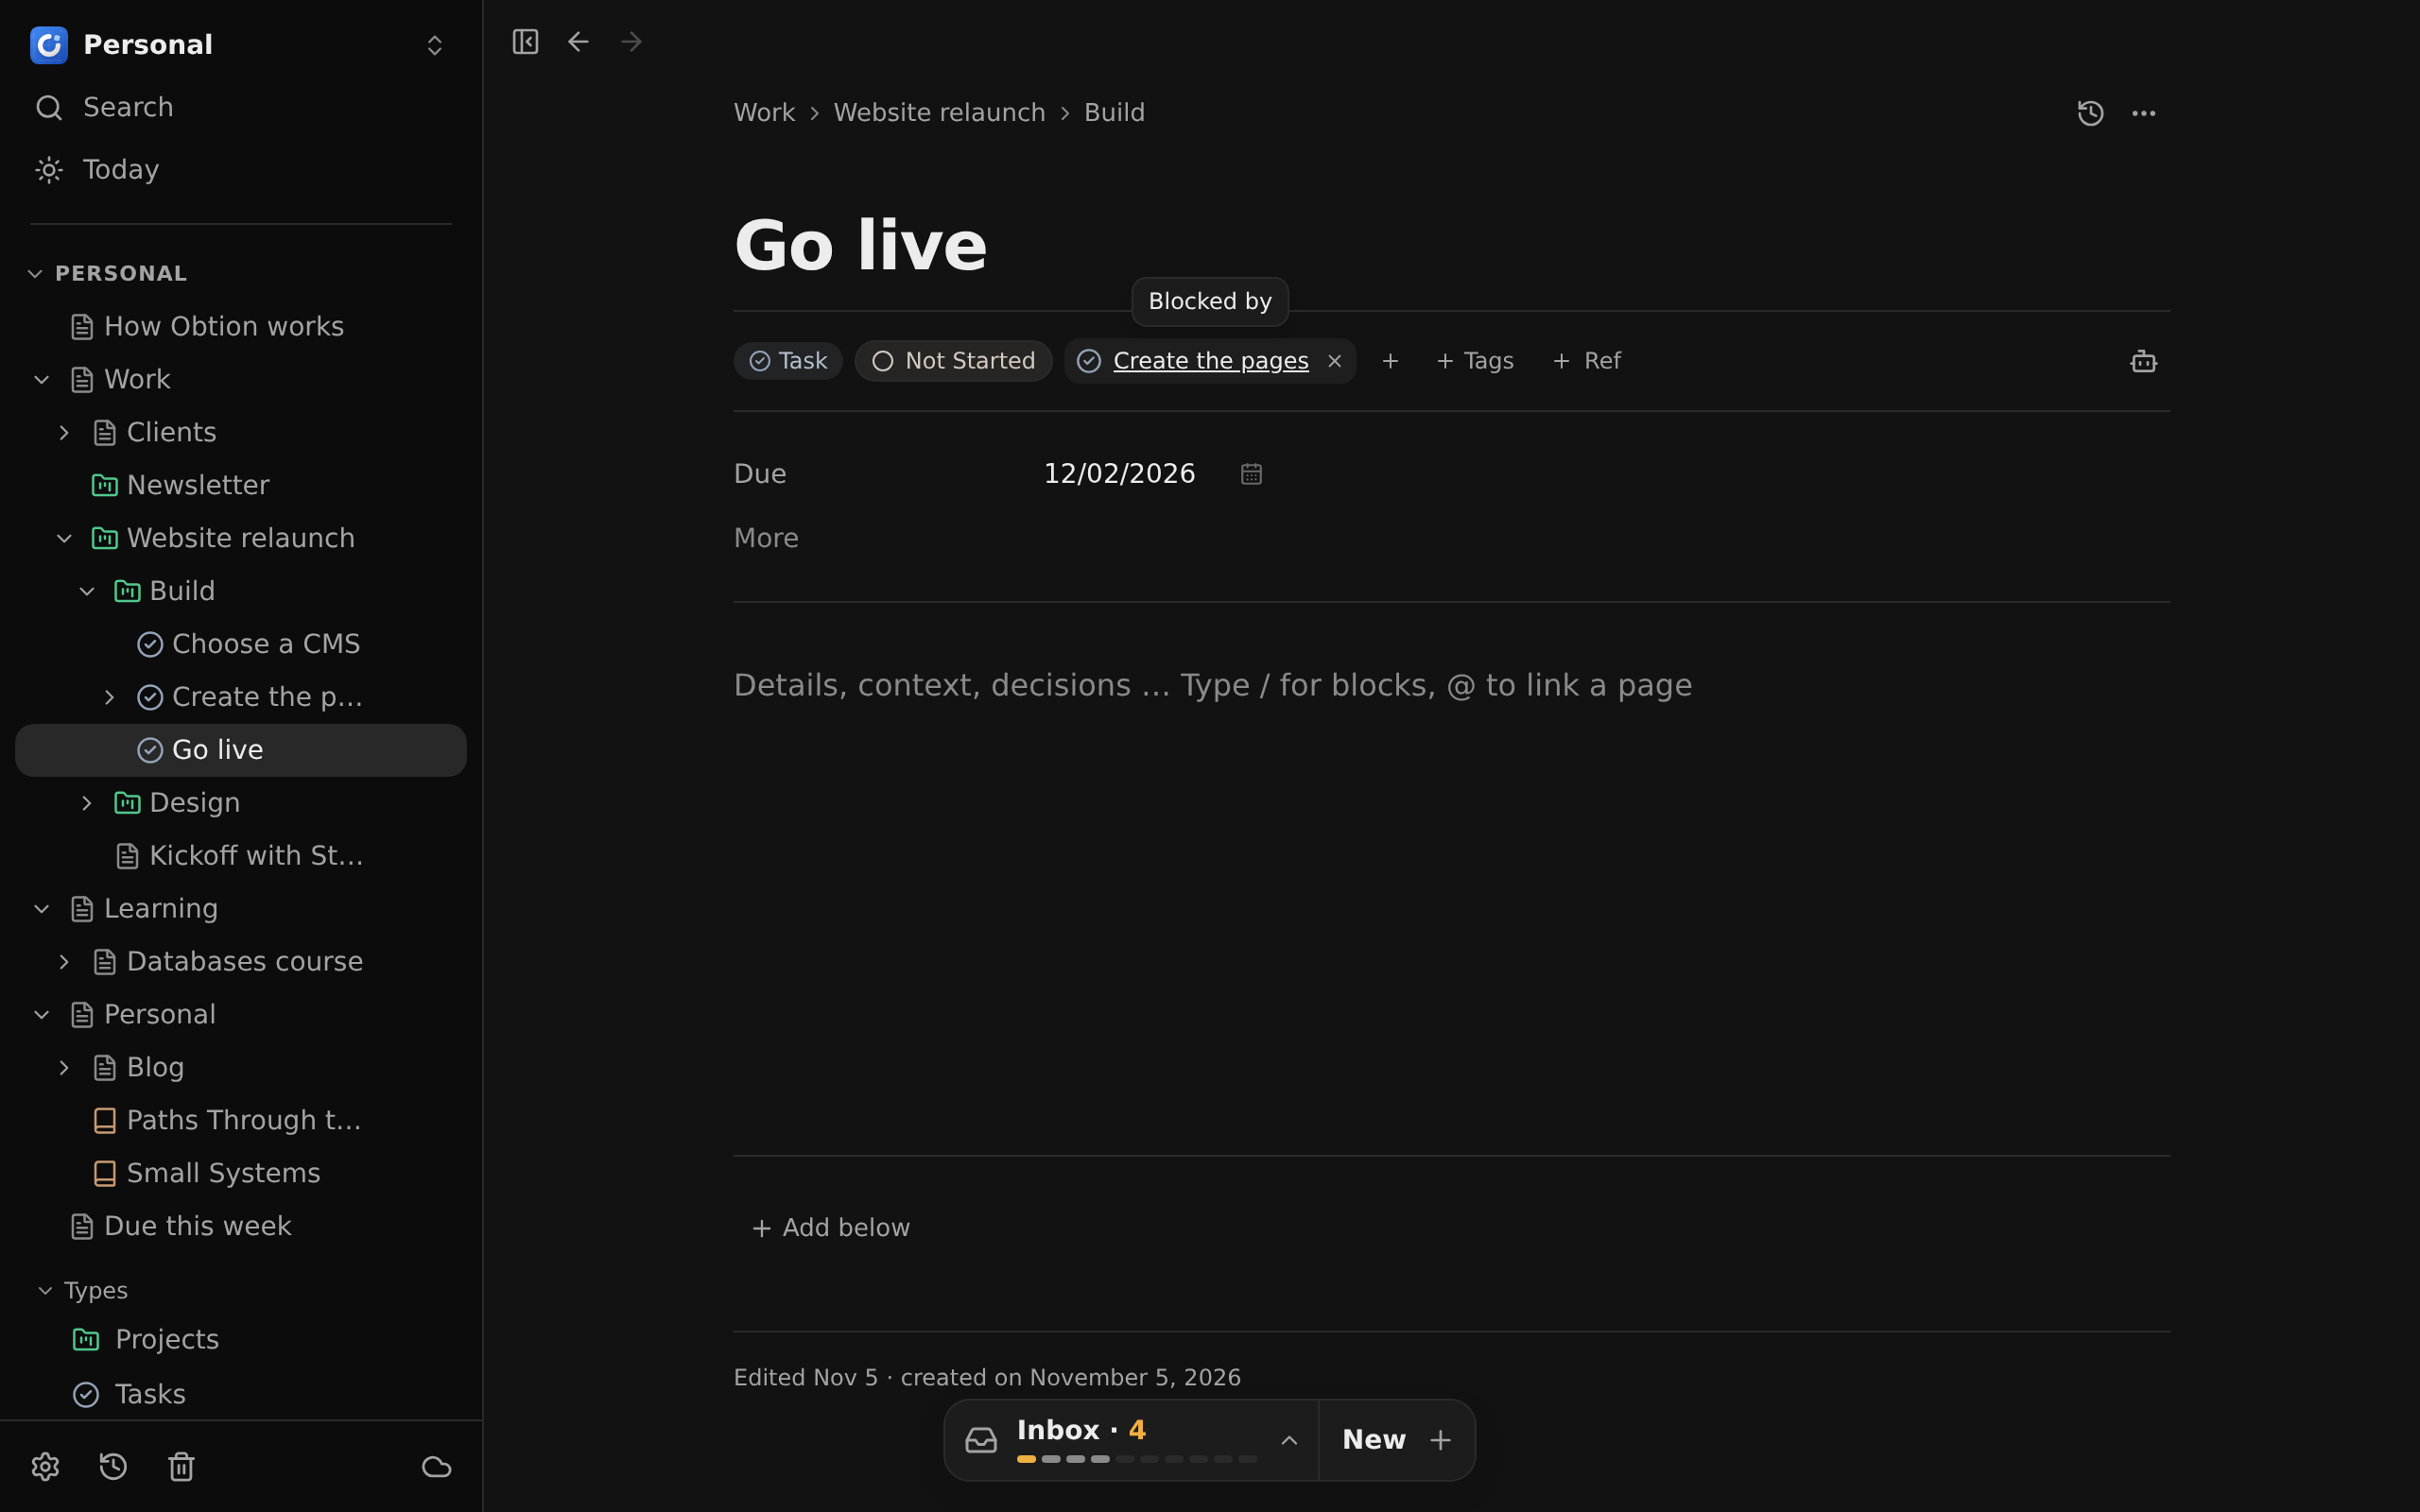 Personal
Search
Today
PERSONAL
How Obtion works
Work
Clients
Newsletter
Website relaunch
Build
Choose a CMS
Create the p…
Go live
Design
Kickoff with St…
Learning
Databases course
Personal
Blog
Paths Through t…
Small Systems
Due this week
Types
Projects
Tasks
Work > Website relaunch > Build
Go live
Blocked by
Task Not Started Create the pages × + + Tags + Ref
Due 12/02/2026
More
Details, context, decisions … Type / for blocks, @ to link a page
+ Add below
Edited Nov 5 · created on November 5, 2026
Inbox · 4
New +